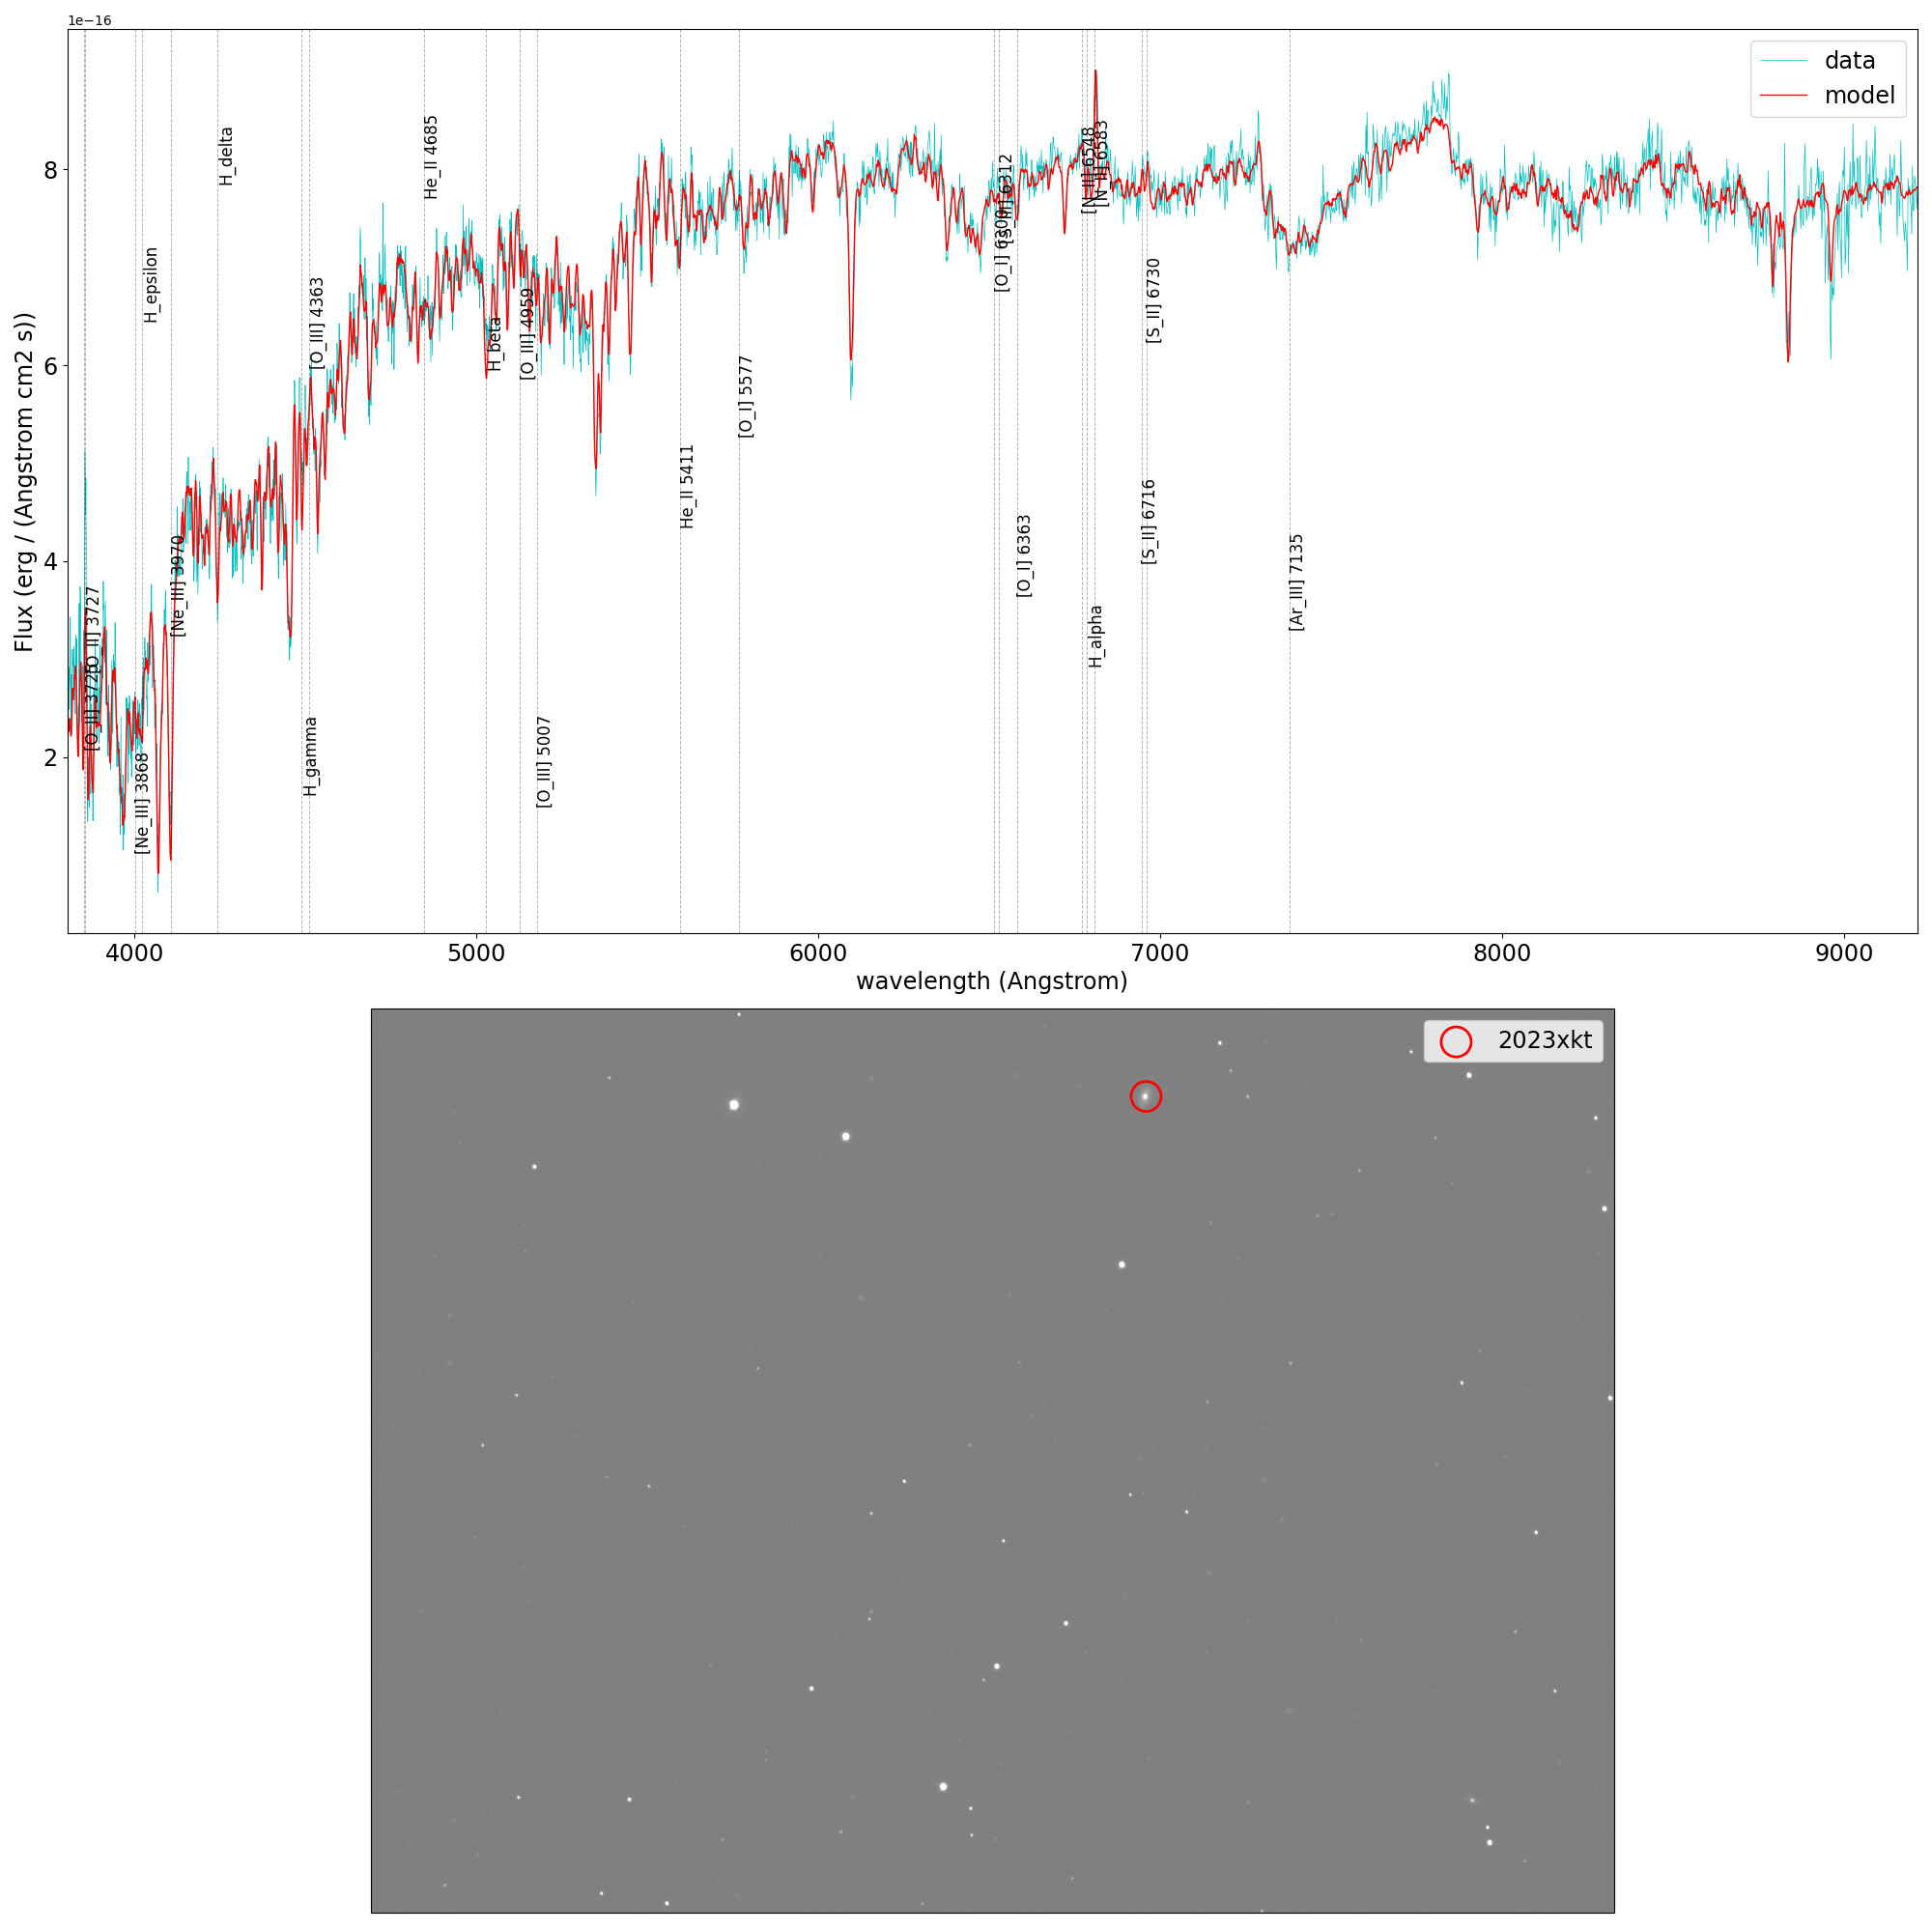 1e−16
data
model
H_delta
He_II 4685
H_epsilon
[O_III] 4363
H_beta
[O_III] 4959
[O_I] 5577
He_II 5411
[O_I] 6300
[S_III] 6312
[O_I] 6363
[N_II] 6548
[N_II] 6583
H_alpha
[S_II] 6730
[S_II] 6716
[Ar_III] 7135
[Ne_III] 3970
[O_II] 3727
[O_II] 3726
[Ne_III] 3868
H_gamma
[O_III] 5007
Flux (erg / (Angstrom cm2 s))
8
6
4
2
4000 5000 6000 7000 8000 9000
wavelength (Angstrom)
2023xkt